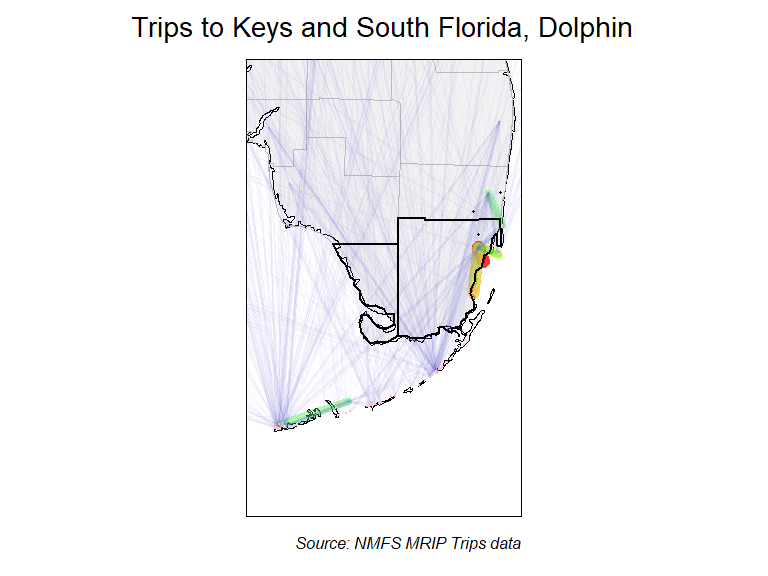 Trips to Keys and South Florida, Dolphin
Source: NMFS MRIP Trips data